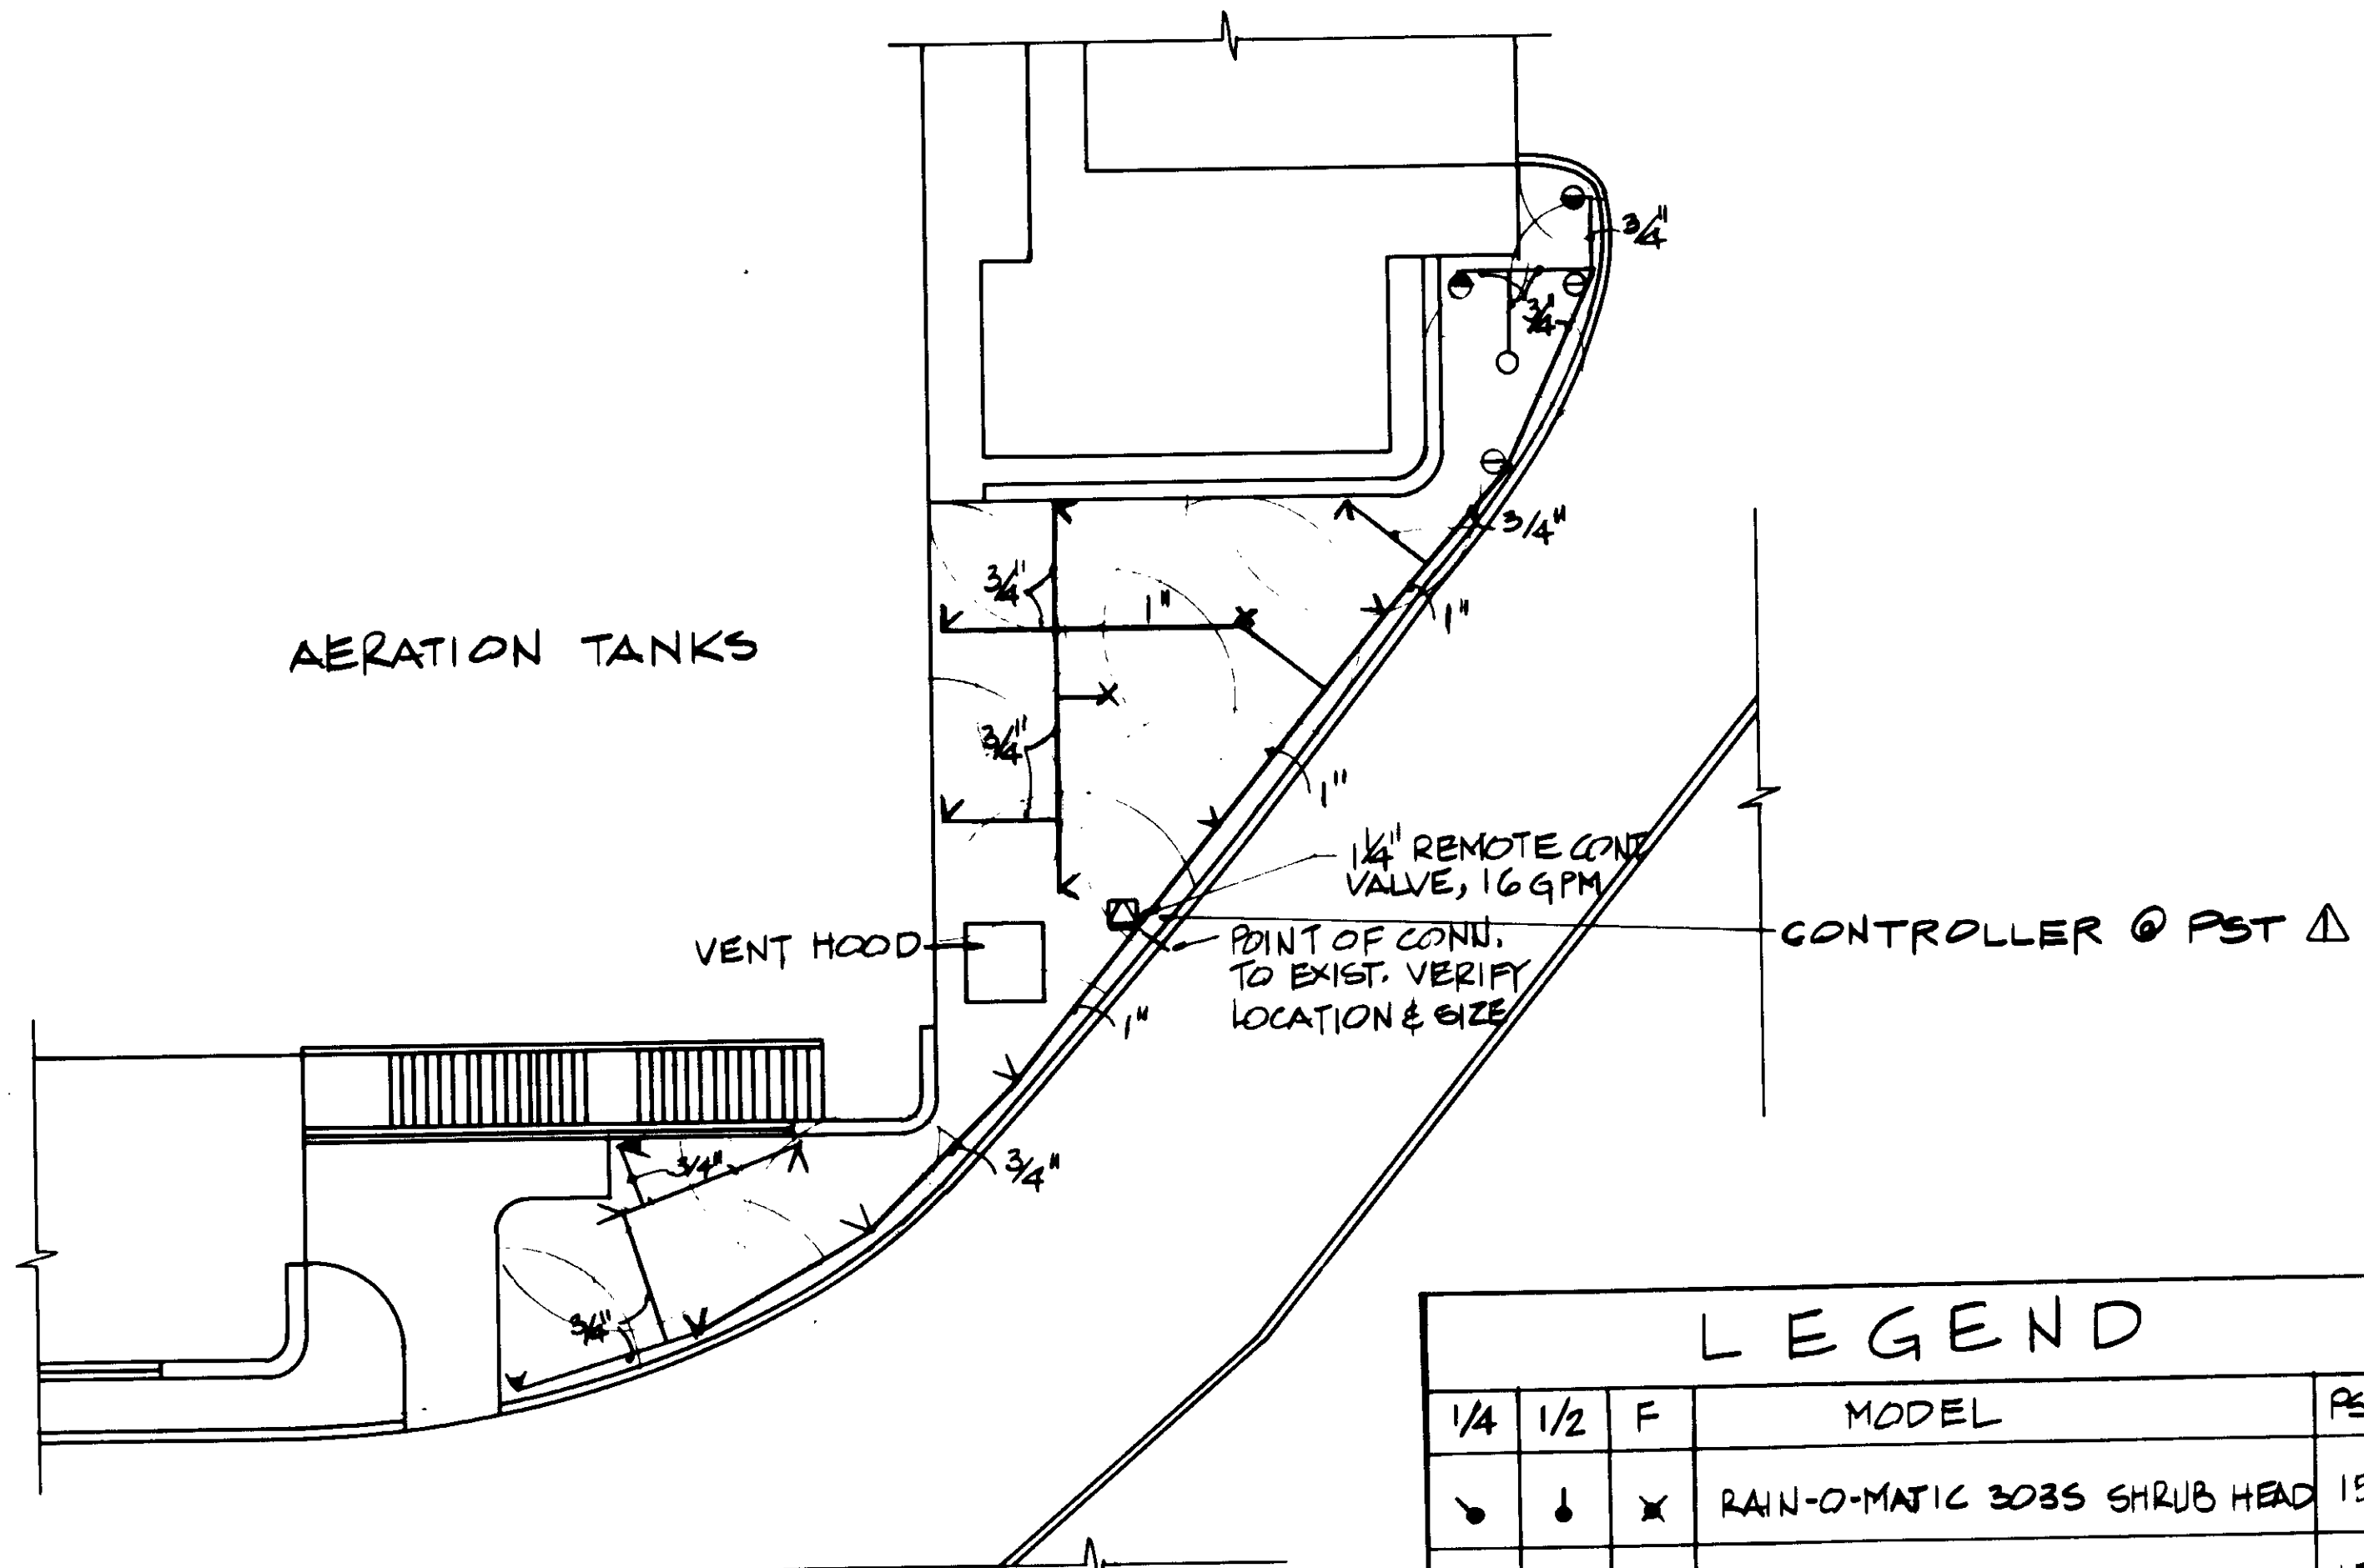 3/4"
3/4"
3/4"
3/4"
1"
1"
AERATION TANKS
3/4"
1"
1¼" REMOTE CONT
VALVE, 16 GPM
CONTROLLER @ PST
VENT HOOD
POINT OF CONN.
TO EXIST. VERIFY
LOCATION & SIZE
1"
3/4"
3/4"
3/4"
LEGEND
1/4 1/2 F MODEL
RAIN-O-MATIC 303S SHRUB HEAD 15